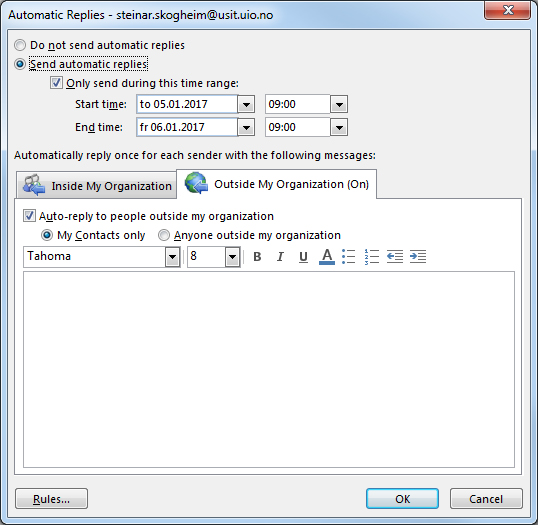 Automatic Replies - steinar.skogheim@usit.uio.no
Do not send automatic replies
Send automatic replies
Only send during this time range:
Start time: to 05.01.2017 09:00
End time: fr 06.01.2017 09:00
Automatically reply once for each sender with the following messages:
Inside My Organization Outside My Organization (On)
Auto-reply to people outside my organization
My Contacts only Anyone outside my organization
Tahoma 8 B I U A
Rules... OK Cancel